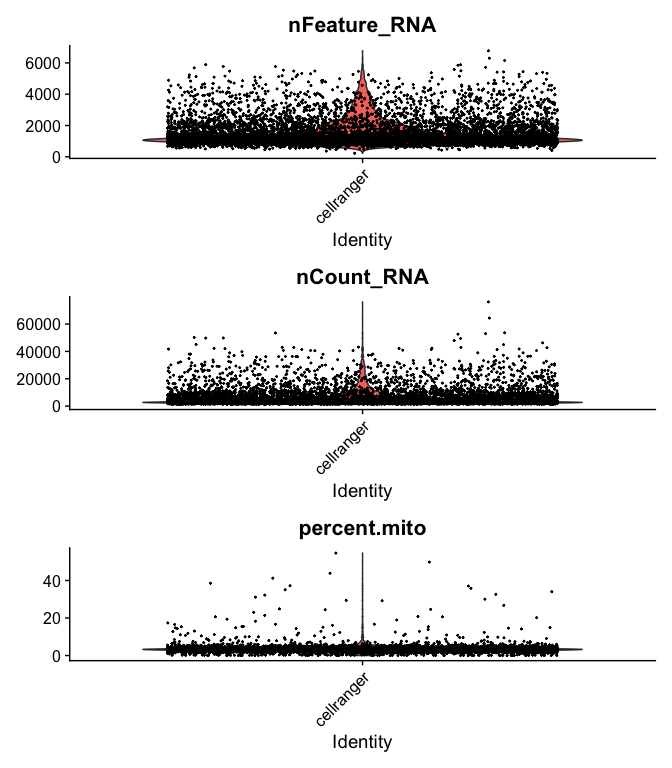 nFeature_RNA
6000
4000
2000
0
cellranger
Identity
nCount_RNA
60000
40000
20000
0
cellranger
Identity
percent.mito
40
20
0
cellranger
Identity